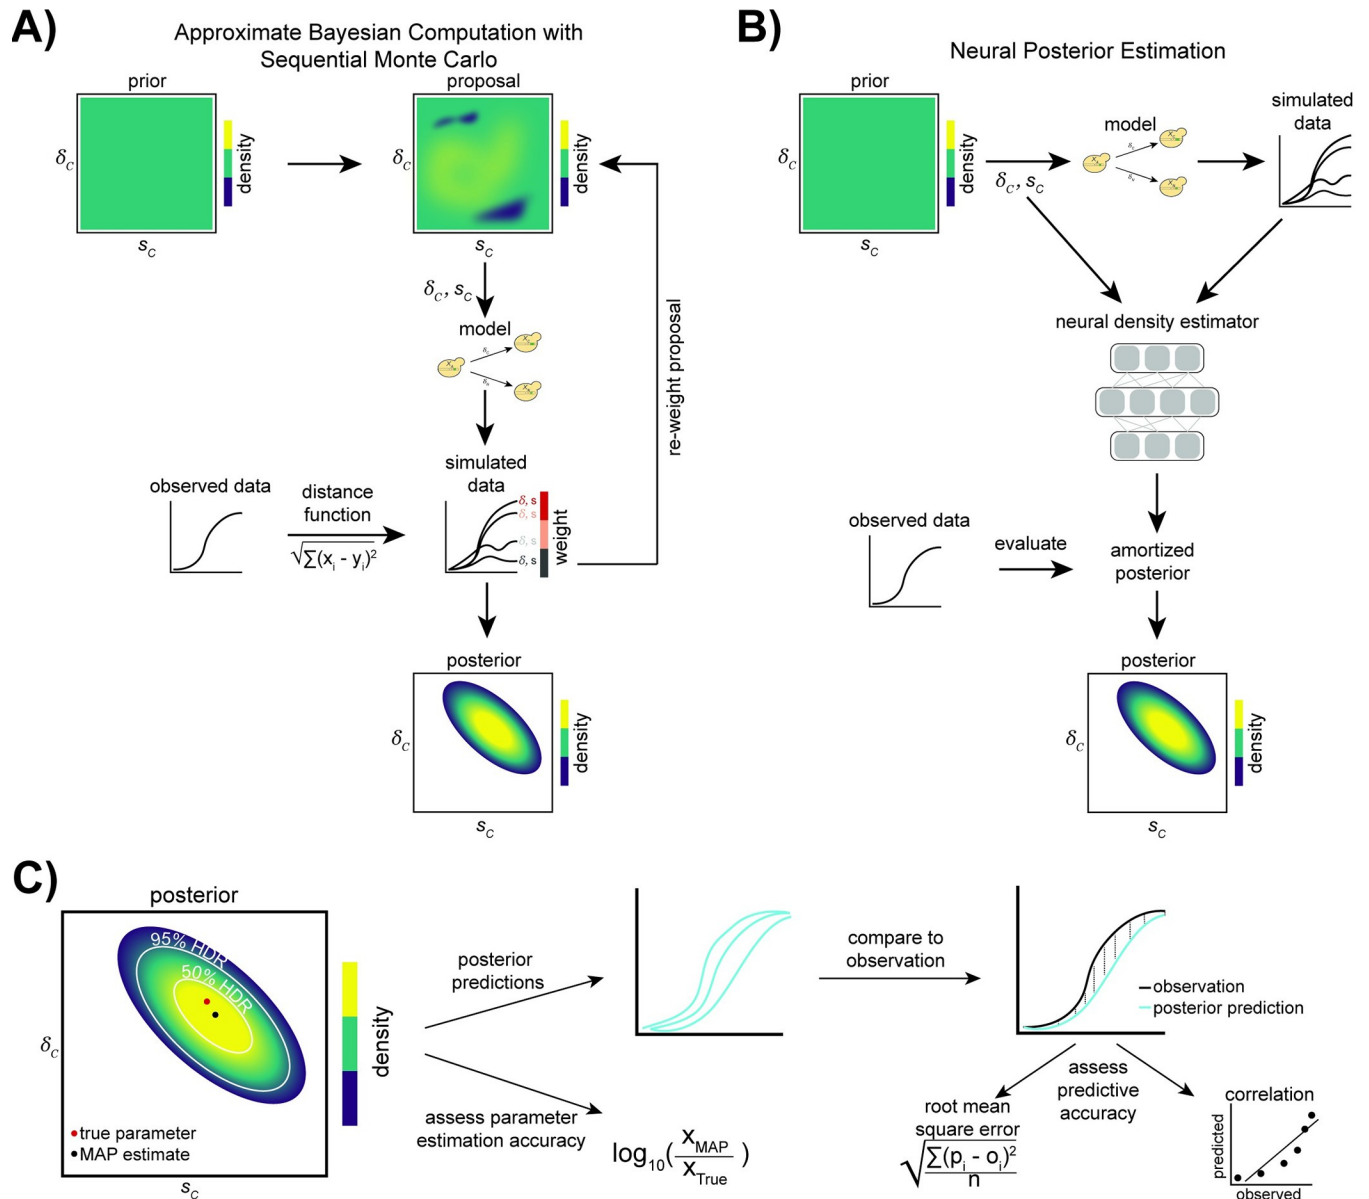 A)
Approximate Bayesian Computation with
Sequential Monte Carlo
prior
δC
sC
density
proposal
δC
sC
density
δC, sC
model
re-weight proposal
observed data
distance
function
√∑(xi - yi)²
simulated
data
δ, s
δ, s
δ, s
δ, s
weight
posterior
δC
sC
density
B)
Neural Posterior Estimation
prior
δC
sC
density
δC, sC
model
simulated
data
neural density estimator
observed data
evaluate
amortized
posterior
posterior
δC
sC
density
C)
posterior
95% HDR
50% HDR
δC
true parameter
MAP estimate
sC
density
posterior
predictions
assess parameter
estimation accuracy
log10(xMAP/xTrue)
compare to
observation
observation
posterior prediction
assess
predictive
accuracy
root mean
square error
√∑(pi - oi)²/n
correlation
predicted
observed